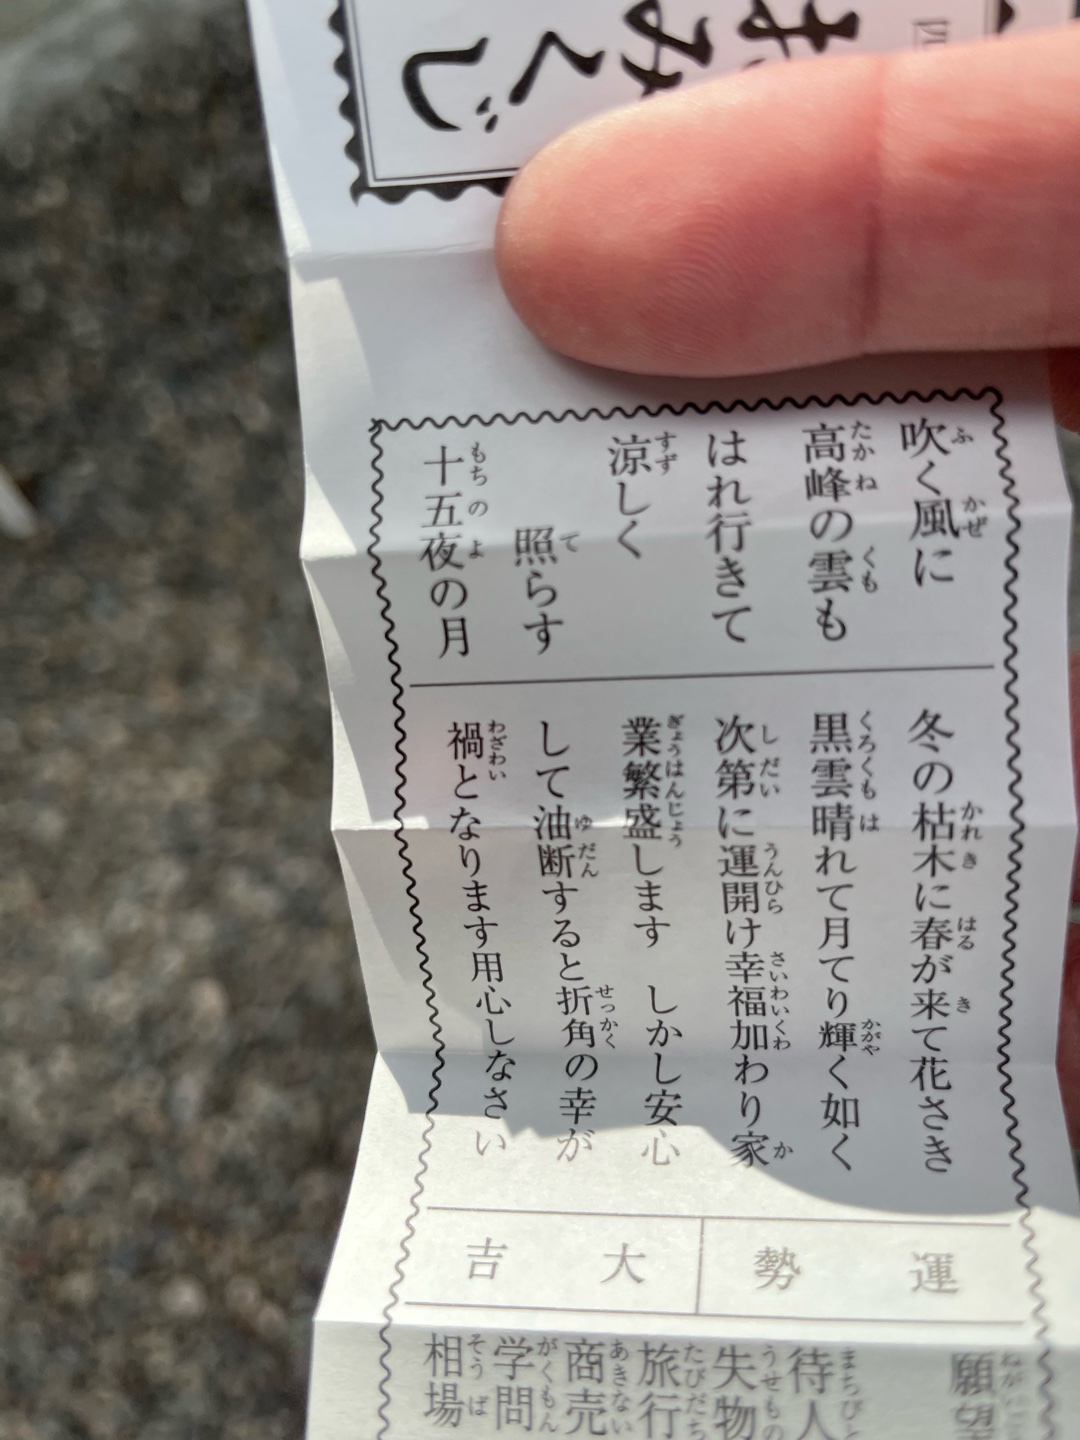 みくじ
吹く風に
高峰の雲も
はれ行きて
涼しく
照らす
十五夜の月
冬の枯木に春が来て花さき
黒雲晴れて月てり輝く如く
次第に運開け幸福加わり家
業繁盛します しかし安心
して油断すると折角の幸が
禍となります用心しなさい
運勢
大吉
願望
待人
失物
旅行
商売
学問
相場